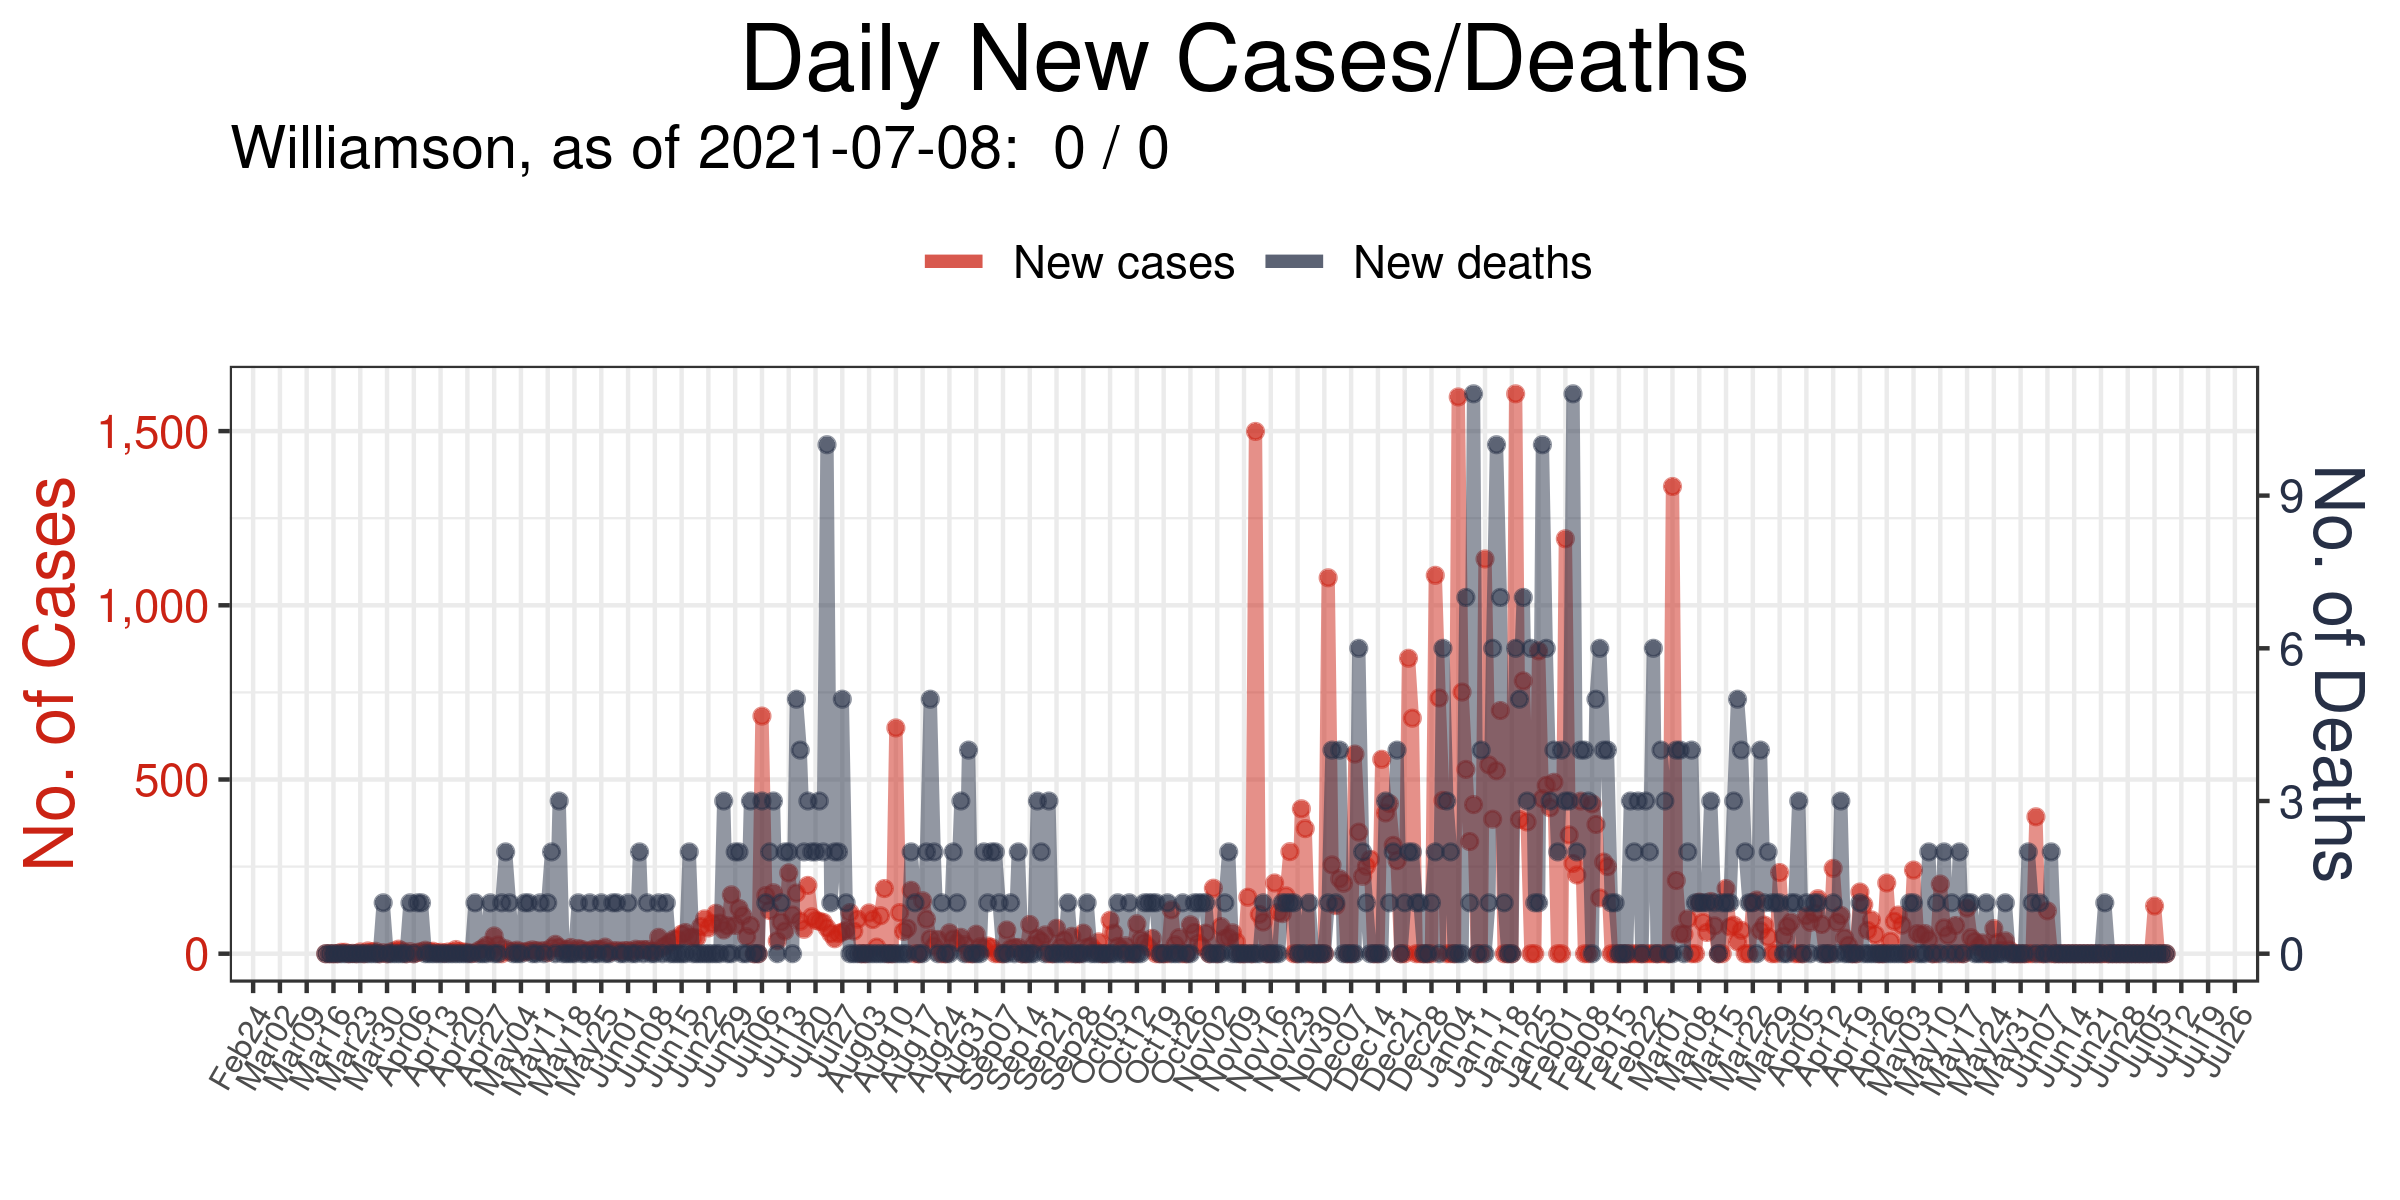 Daily New Cases/Deaths
Williamson, as of 2021-07-08:  0 / 0
New cases
New deaths
No. of Cases
1,500
1,000
500
0
9
6
3
0
No. of Deaths
Feb24
Mar02
Mar09
Mar16
Mar23
Mar30
Apr06
Apr13
Apr20
Apr27
May04
May11
May18
May25
Jun01
Jun08
Jun15
Jun22
Jun29
Jul06
Jul13
Jul20
Jul27
Aug03
Aug10
Aug17
Aug24
Aug31
Sep07
Sep14
Sep21
Sep28
Oct05
Oct12
Oct19
Oct26
Nov02
Nov09
Nov16
Nov23
Nov30
Dec07
Dec14
Dec21
Dec28
Jan04
Jan11
Jan18
Jan25
Feb01
Feb08
Feb15
Feb22
Mar01
Mar08
Mar15
Mar22
Mar29
Apr05
Apr12
Apr19
Apr26
May03
May10
May17
May24
May31
Jun07
Jun14
Jun21
Jun28
Jul05
Jul12
Jul19
Jul26